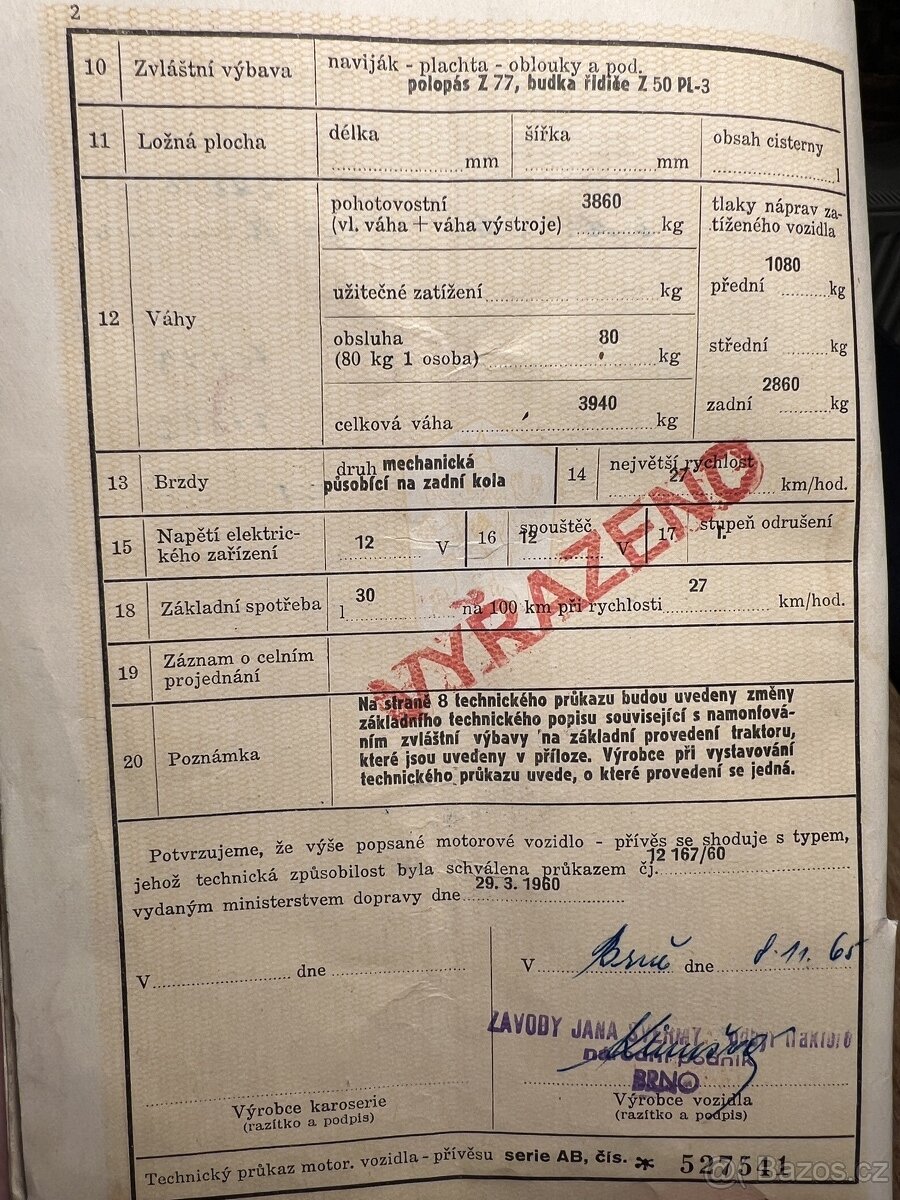 2
10 Zvláštní výbava naviják - plachta - oblouky a pod.
polopás Z 77, budka řidiče Z 50 PL-3
11 Ložná plocha délka mm šířka mm obsah cisterny l
12 Váhy
pohotovostní 3860
(vl. váha + váha výstroje) kg
užitečné zatížení kg
obsluha 80
(80 kg 1 osoba) kg
celková váha 3940 kg
tlaky náprav za-
tíženého vozidla
1080
přední kg
střední kg
2860
zadní kg
13 Brzdy druh mechanická
působící na zadní kola
14 největší rychlost
27 km/hod.
15 Napětí elektric-
kého zařízení 12 V
16 spouštěč
12 V
17 stupeň odrušení
1.
18 Základní spotřeba l 30 na 100 km při rychlosti 27 km/hod.
19 Záznam o celním
projednání
VYŘAZENO
20 Poznámka
Na straně 8 technického průkazu budou uvedeny změny
základního technického popisu související s namontová-
ním zvláštní výbavy na základní provedení traktoru,
které jsou uvedeny v příloze. Výrobce při vystavování
technického průkazu uvede, o které provedení se jedná.
Potvrzujeme, že výše popsané motorové vozidlo - přívěs se shoduje s typem,
jehož technická způsobilost byla schválena průkazem čj. 12 167/60
vydaným ministerstvem dopravy dne 29. 3. 1960
V dne
V Brně dne 8. 11. 65
ZÁVODY JANA ŠVERMY
národní podnik
BRNO
Výrobce karoserie
(razítko a podpis)
Výrobce vozidla
(razítko a podpis)
Technický průkaz motor. vozidla - přívěsu serie AB, čís. * 527541
Bazos.cz